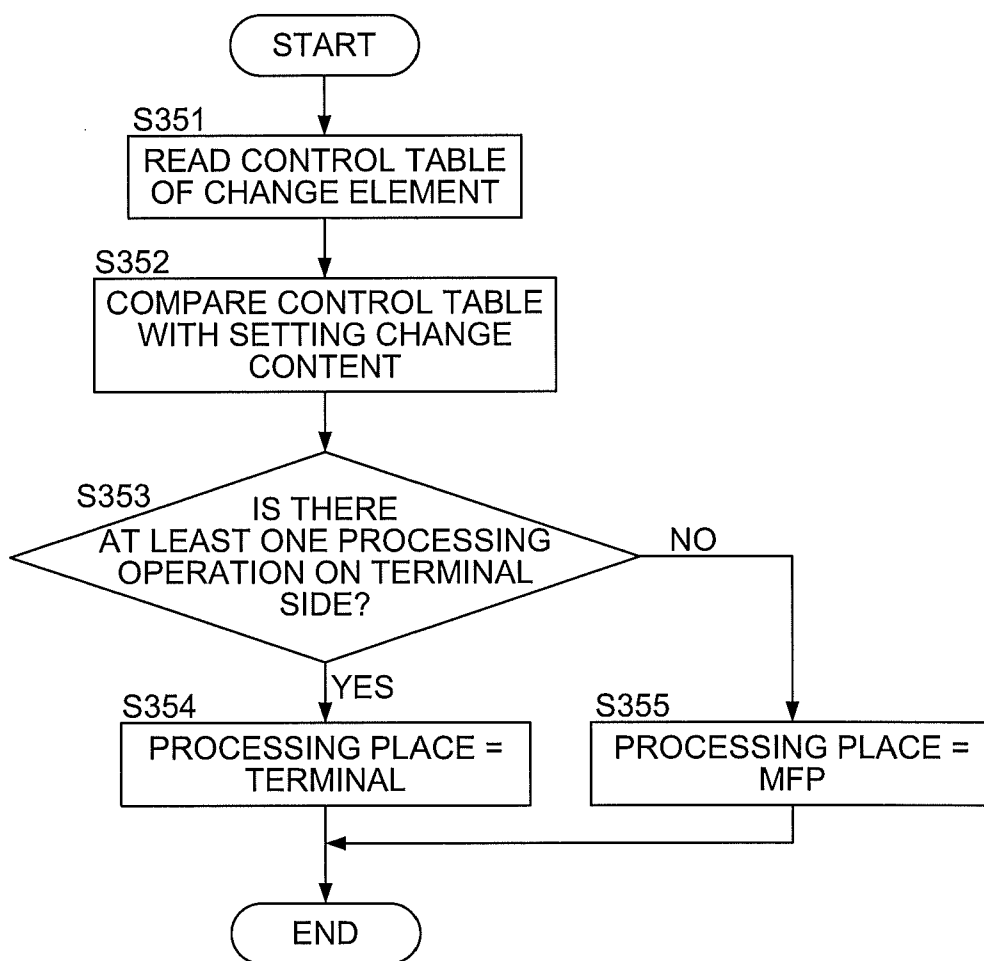 START
S351
READ CONTROL TABLE
OF CHANGE ELEMENT
S352
COMPARE CONTROL TABLE
WITH SETTING CHANGE
CONTENT
S353
IS THERE
AT LEAST ONE PROCESSING
OPERATION ON TERMINAL
SIDE?
NO
YES
S354
PROCESSING PLACE =
TERMINAL
S355
PROCESSING PLACE =
MFP
END